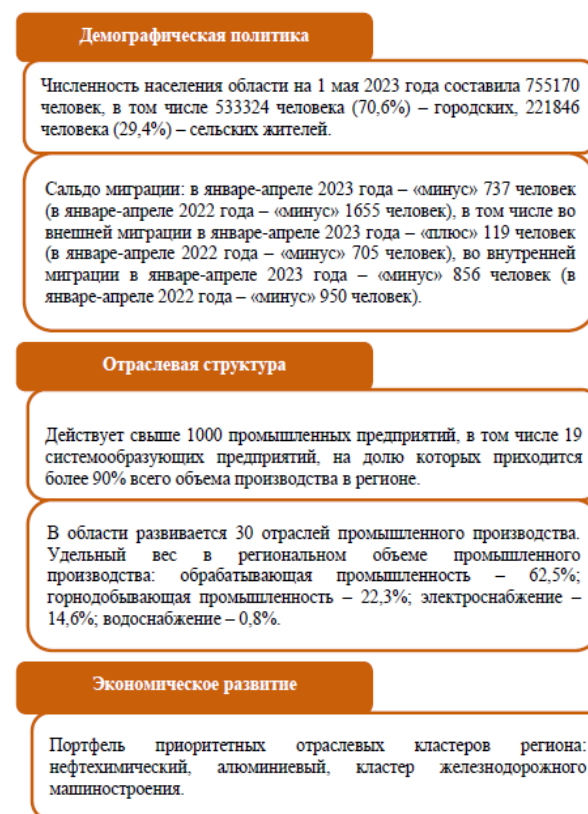 Демографическая политика
Численность населения области на 1 мая 2023 года составила 755170
человек, в том числе 533324 человека (70,6%) – городских, 221846
человека (29,4%) – сельских жителей.
Сальдо миграции: в январе-апреле 2023 года – «минус» 737 человек
(в январе-апреле 2022 года – «минус» 1655 человек), в том числе во
внешней миграции в январе-апреле 2023 года – «плюс» 119 человек
(в январе-апреле 2022 года – «минус» 705 человек), во внутренней
миграции в январе-апреле 2023 года – «минус» 856 человек (в
январе-апреле 2022 года – «минус» 950 человек).
Отраслевая структура
Действует свыше 1000 промышленных предприятий, в том числе 19
системообразующих предприятий, на долю которых приходится
более 90% всего объема производства в регионе.
В области развивается 30 отраслей промышленного производства.
Удельный вес в региональном объеме промышленного
производства: обрабатывающая промышленность – 62,5%;
горнодобывающая промышленность – 22,3%; электроснабжение –
14,6%; водоснабжение – 0,8%.
Экономическое развитие
Портфель приоритетных отраслевых кластеров региона:
нефтехимический, алюминиевый, кластер железнодорожного
машиностроения.